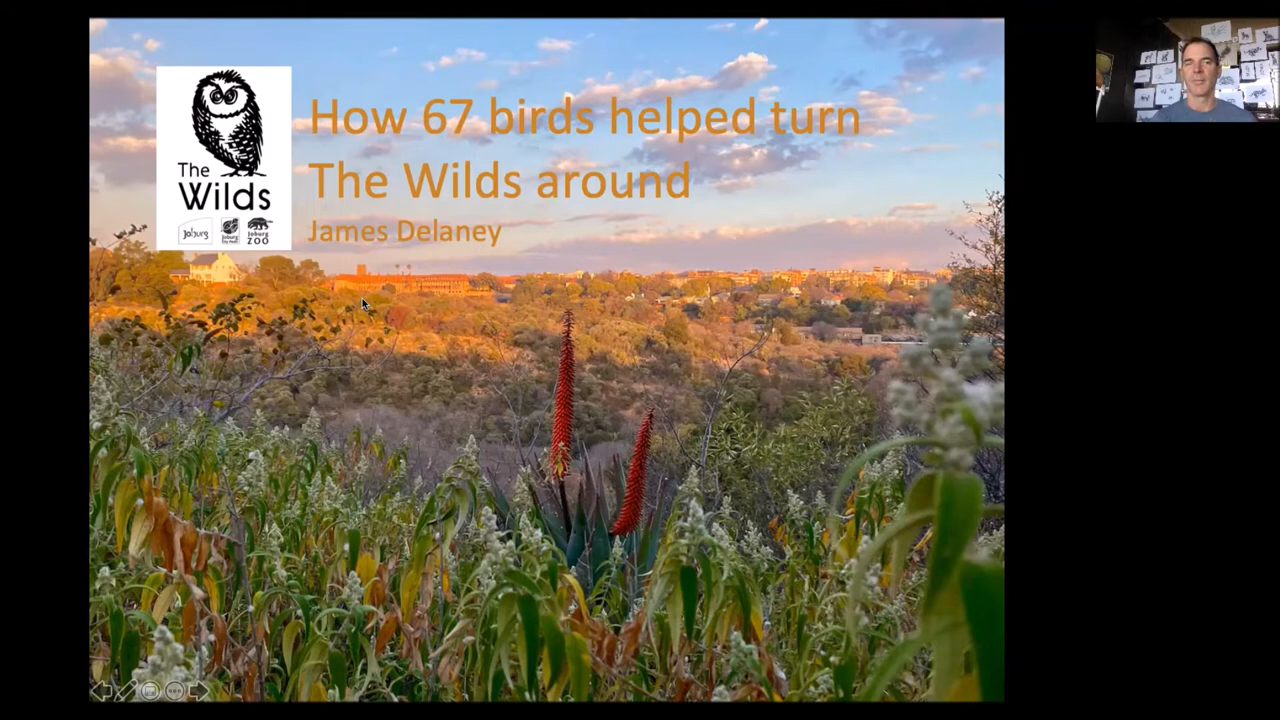 How 67 birds helped turn
The Wilds around
James Delaney
The
Wilds
joburg
Joburg
ZOO